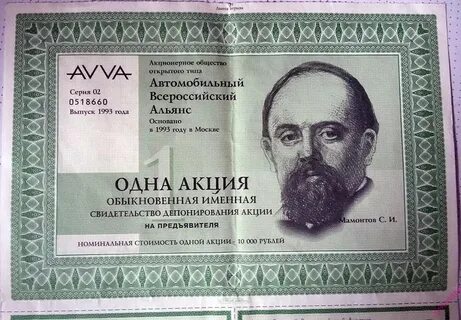 AVVA
Серия 02
0518660
Выпуск 1993 года
Акционерное общество
открытого типа
Автомобильный
Всероссийский
Альянс
Основано
в 1993 году в Москве
1
ОДНА АКЦИЯ
ОБЫКНОВЕННАЯ ИМЕННАЯ
СВИДЕТЕЛЬСТВО ДЕПОНИРОВАНИЯ АКЦИИ
НА ПРЕДЪЯВИТЕЛЯ
Мамонтов С. И.
НОМИНАЛЬНАЯ СТОИМОСТЬ ОДНОЙ АКЦИИ - 10 000 РУБЛЕЙ